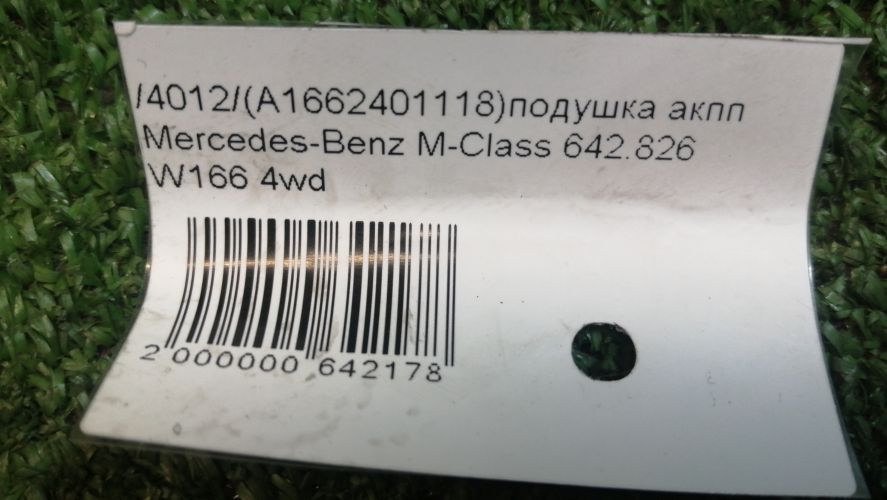 /4012/(A1662401118)подушка акпп
Mercedes-Benz M-Class 642.826
W166 4wd
2 000000 642178